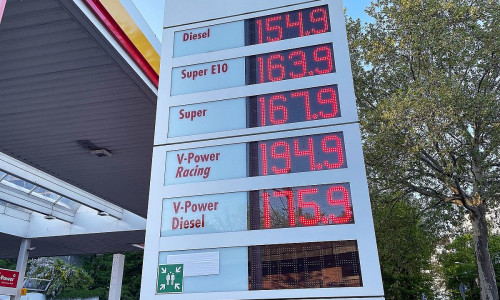 Diesel 154.9
Super E10 163.9
Super 167.9
V-Power
Racing 194.9
V-Power
Diesel 175.9